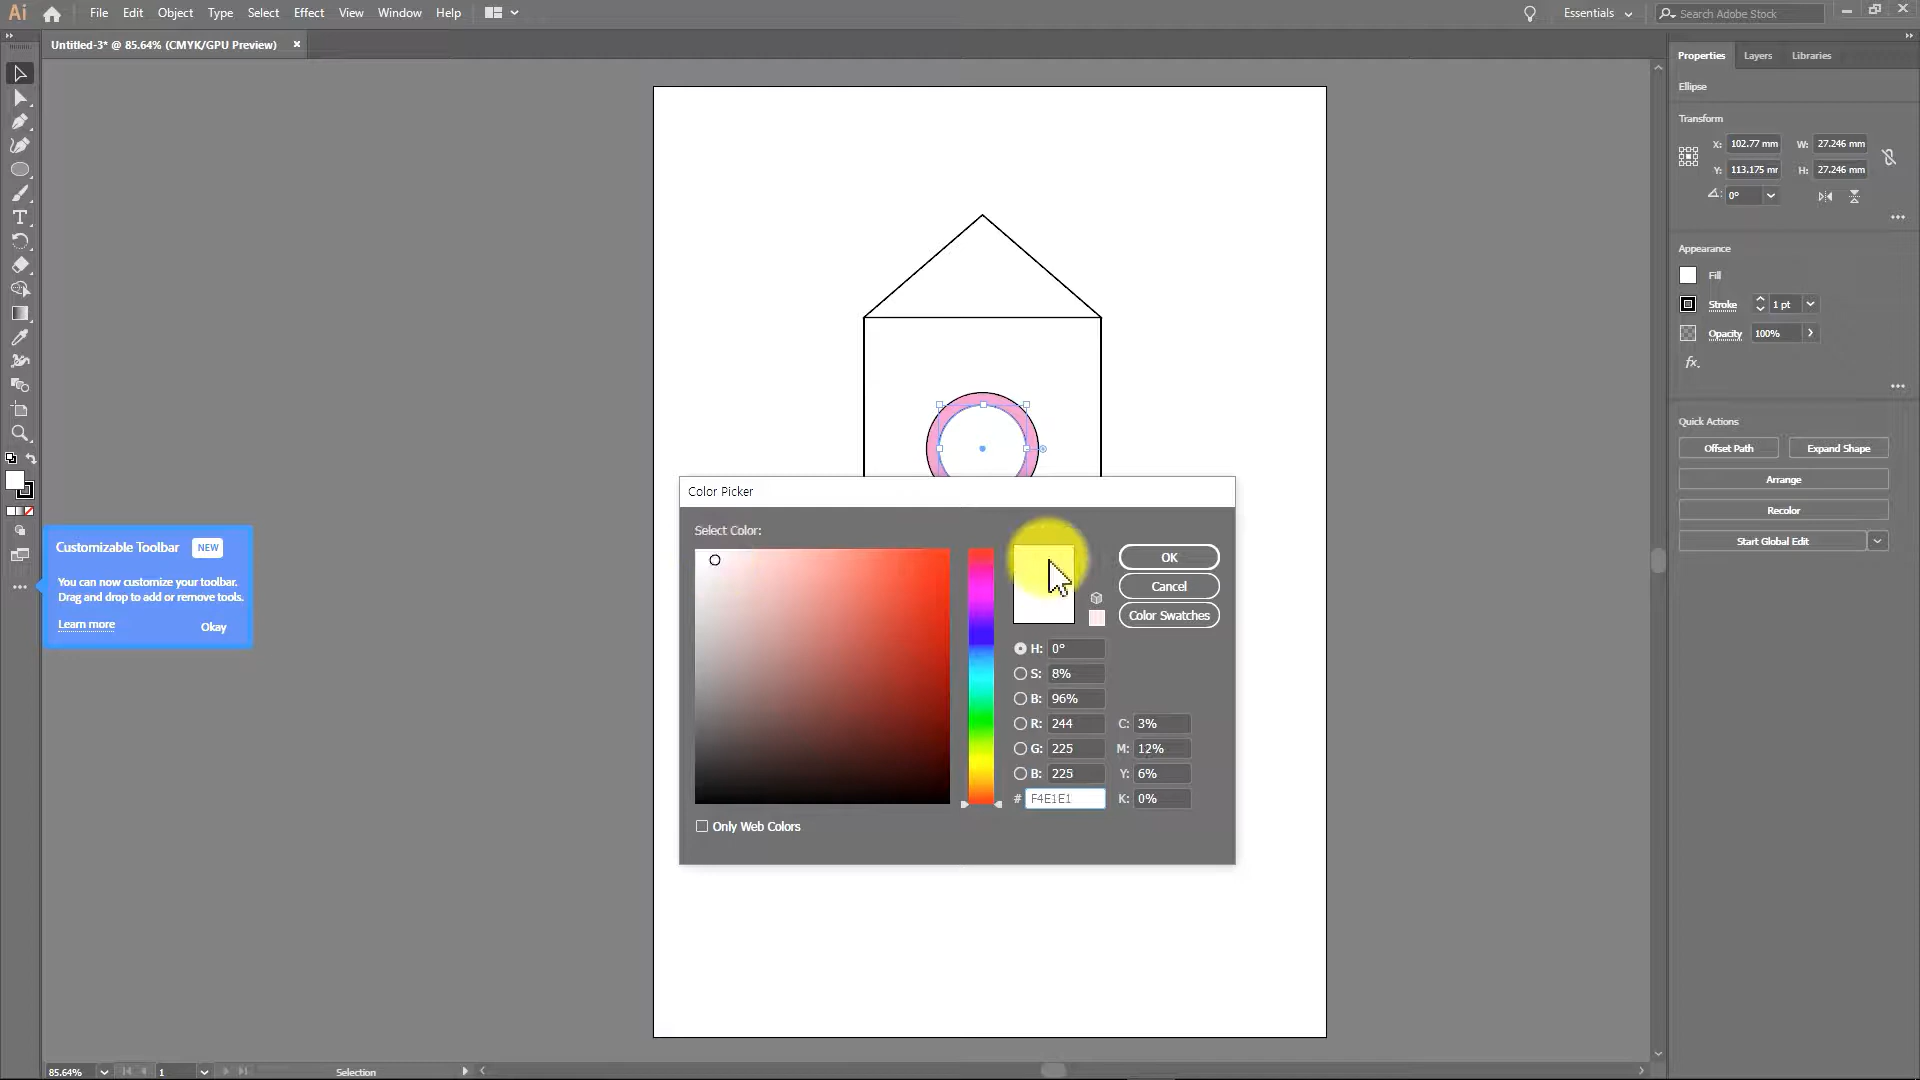 Ai File Edit Object Type Select Effect View Window Help Essentials Search Adobe Stock
Untitled-3* @ 85.64% (CMYK/GPU Preview)
Properties Layers Libraries
Ellipse
Transform
X: 102.77 mm W: 27.246 mm
Y: 113.175 mr H: 27.246 mm
0°
Appearance
Fill
Stroke 1 pt
Opacity 100%
fx.
Quick Actions
Offset Path Expand Shape
Arrange
Recolor
Start Global Edit
Customizable Toolbar NEW
You can now customize your toolbar.
Drag and drop to add or remove tools.
Learn more Okay
Color Picker
Select Color:
OK
Cancel
Color Swatches
H: 0°
S: 8%
B: 96%
R: 244 C: 3%
G: 225 M: 12%
B: 225 Y: 6%
# F4E1E1 K: 0%
Only Web Colors
85.64% 1 Selection